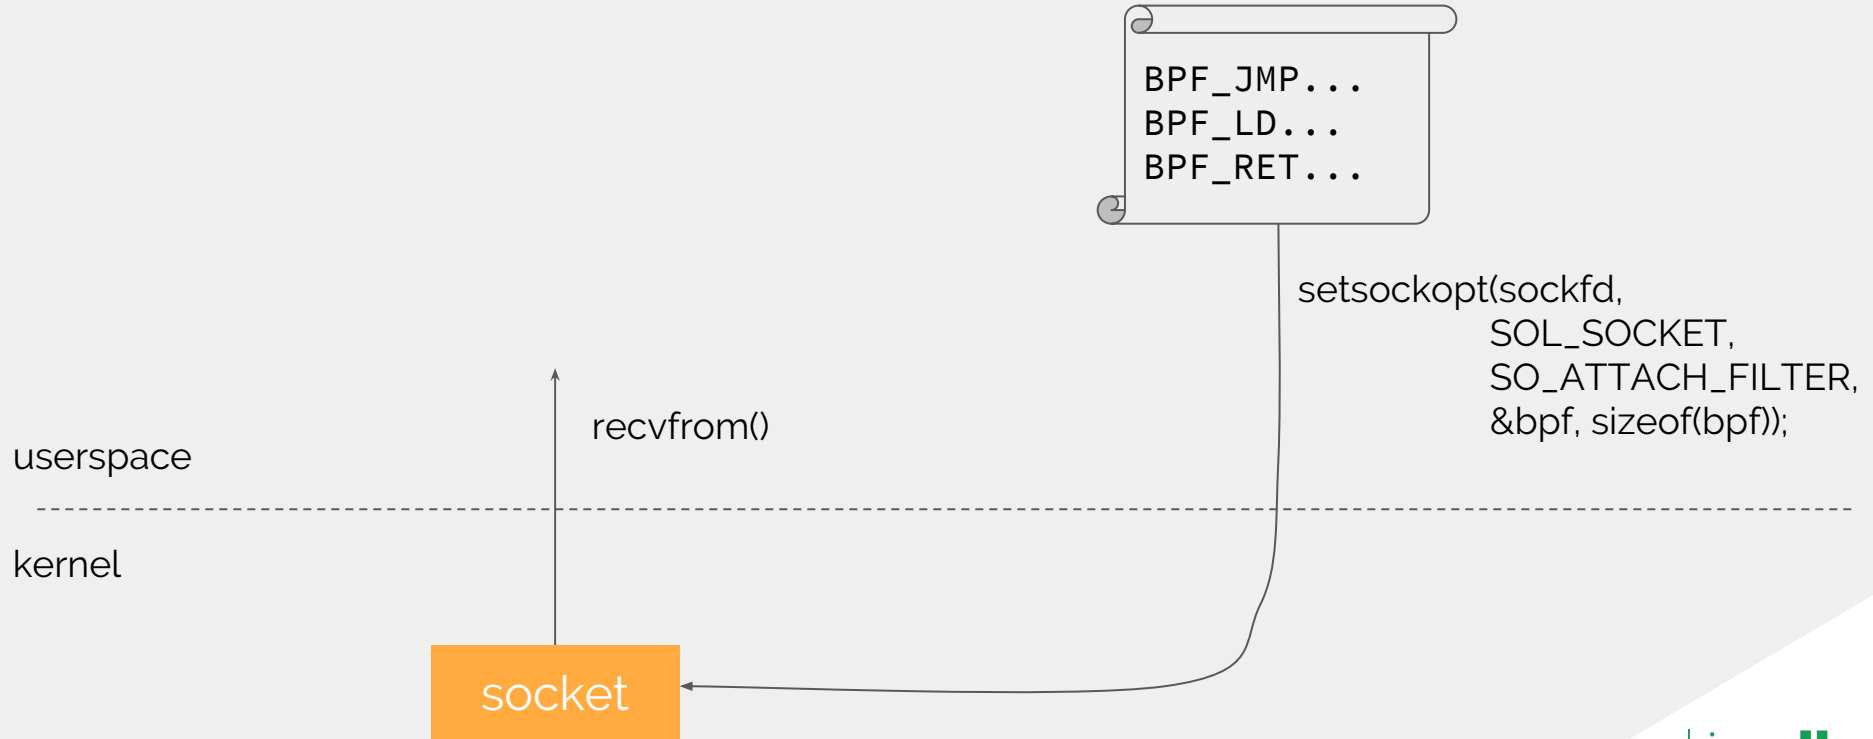 BPF_JMP...
BPF_LD...
BPF_RET...
setsockopt(sockfd,
SOL_SOCKET,
SO_ATTACH_FILTER,
&bpf, sizeof(bpf));
recvfrom()
userspace
kernel
socket